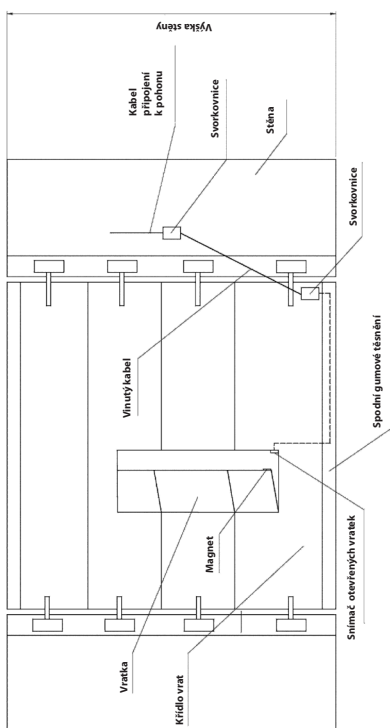 Výška stěny
Kabel
připojení
k pohonu
Svorkovnice
Stěna
Svorkovnice
Vinutý kabel
Spodní gumové těsnění
Magnet
Snímač otevřených vratek
Vratka
Křídlo vrat